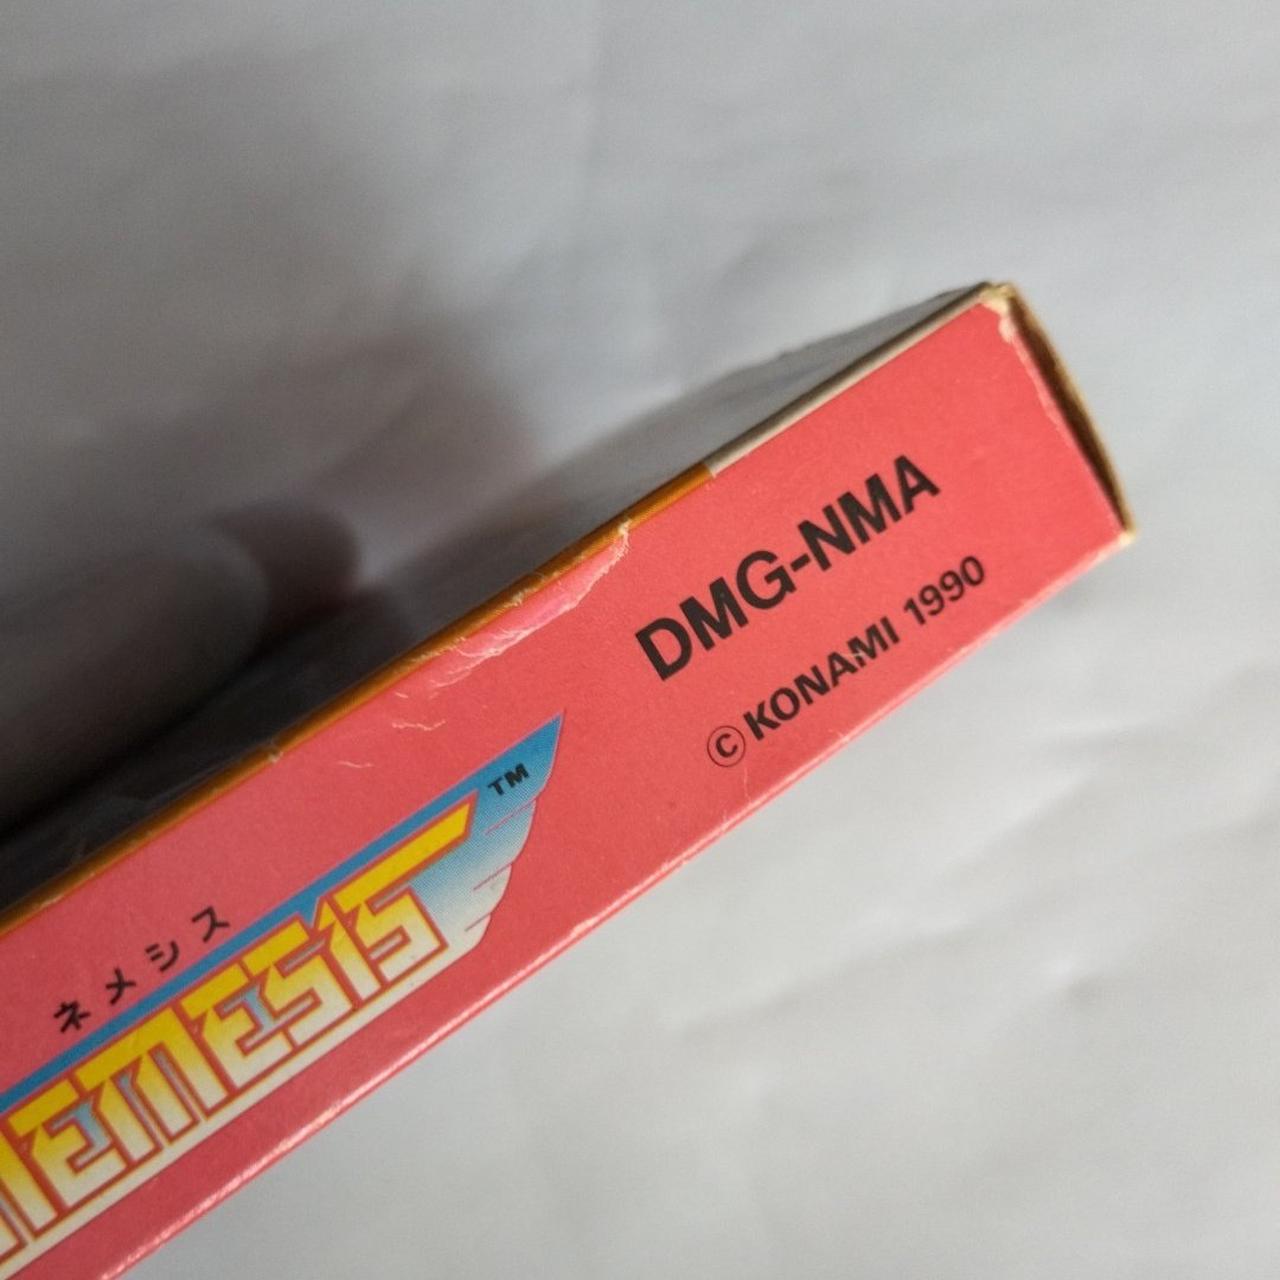 ネメシス
NEMESIS™
DMG-NMA
©KONAMI 1990